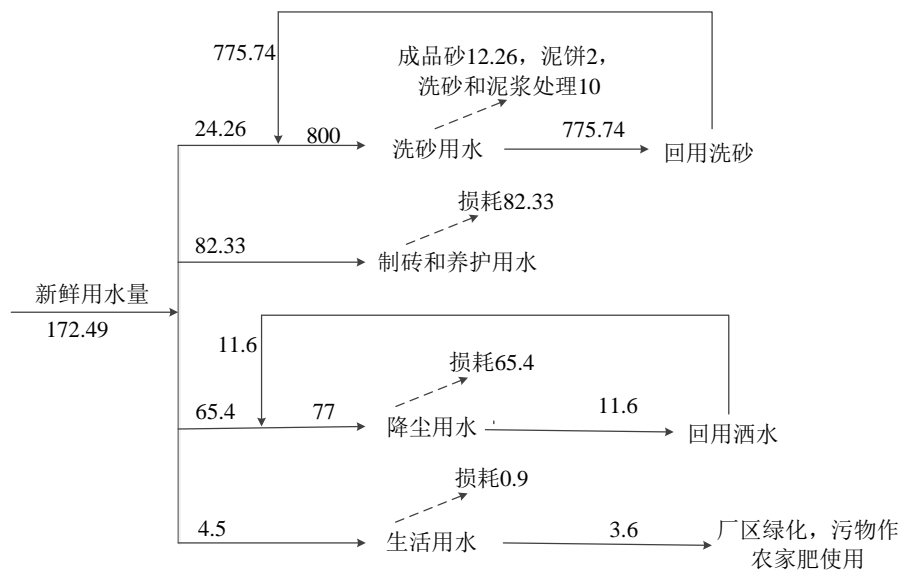 775.74
成品砂12.26，泥饼2，
洗砂和泥浆处理10
24.26
800
洗砂用水
775.74
回用洗砂
损耗82.33
82.33
制砖和养护用水
新鲜用水量
172.49
11.6
损耗65.4
65.4
77
降尘用水
11.6
回用洒水
损耗0.9
4.5
生活用水
3.6
厂区绿化，污物作
农家肥使用